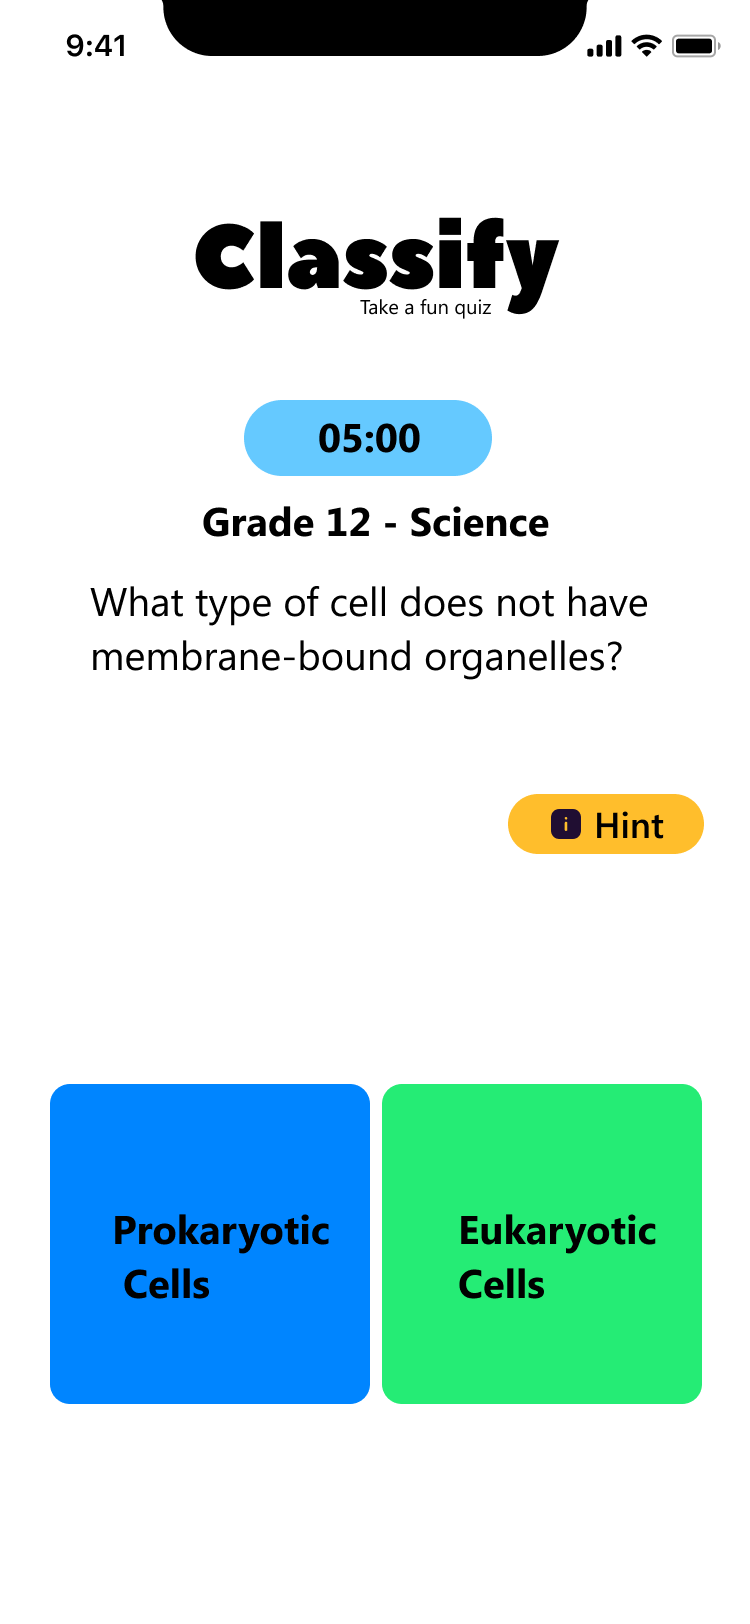 9:41
Classify
Take a fun quiz
05:00
Grade 12 - Science
What type of cell does not have
membrane-bound organelles?
i Hint
Prokaryotic
Cells
Eukaryotic
Cells